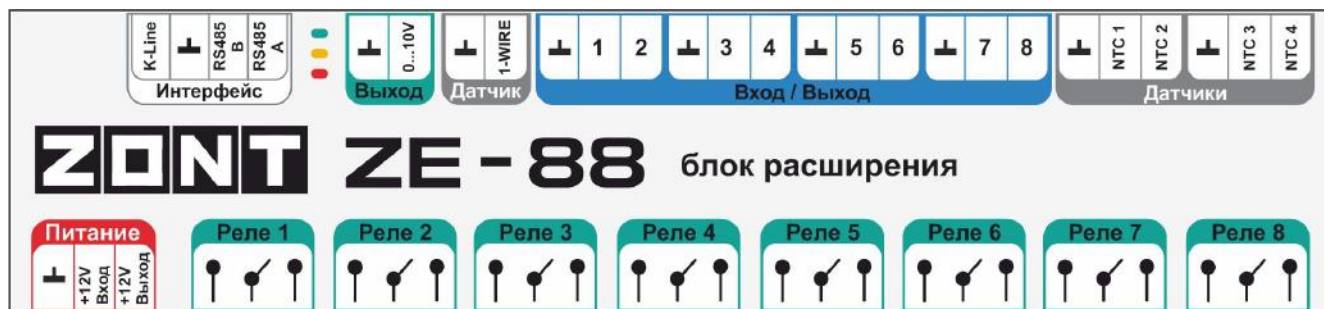 K-Line
RS485 B
RS485 A
0...10V
1-WIRE
1 2 3 4 5 6 7 8
NTC 1
NTC 2
NTC 3
NTC 4
Интерфейс Выход Датчик Вход / Выход Датчики
ZONT ZE-88 блок расширения
Питание Реле 1 Реле 2 Реле 3 Реле 4 Реле 5 Реле 6 Реле 7 Реле 8
+12V Вход
+12V Выход